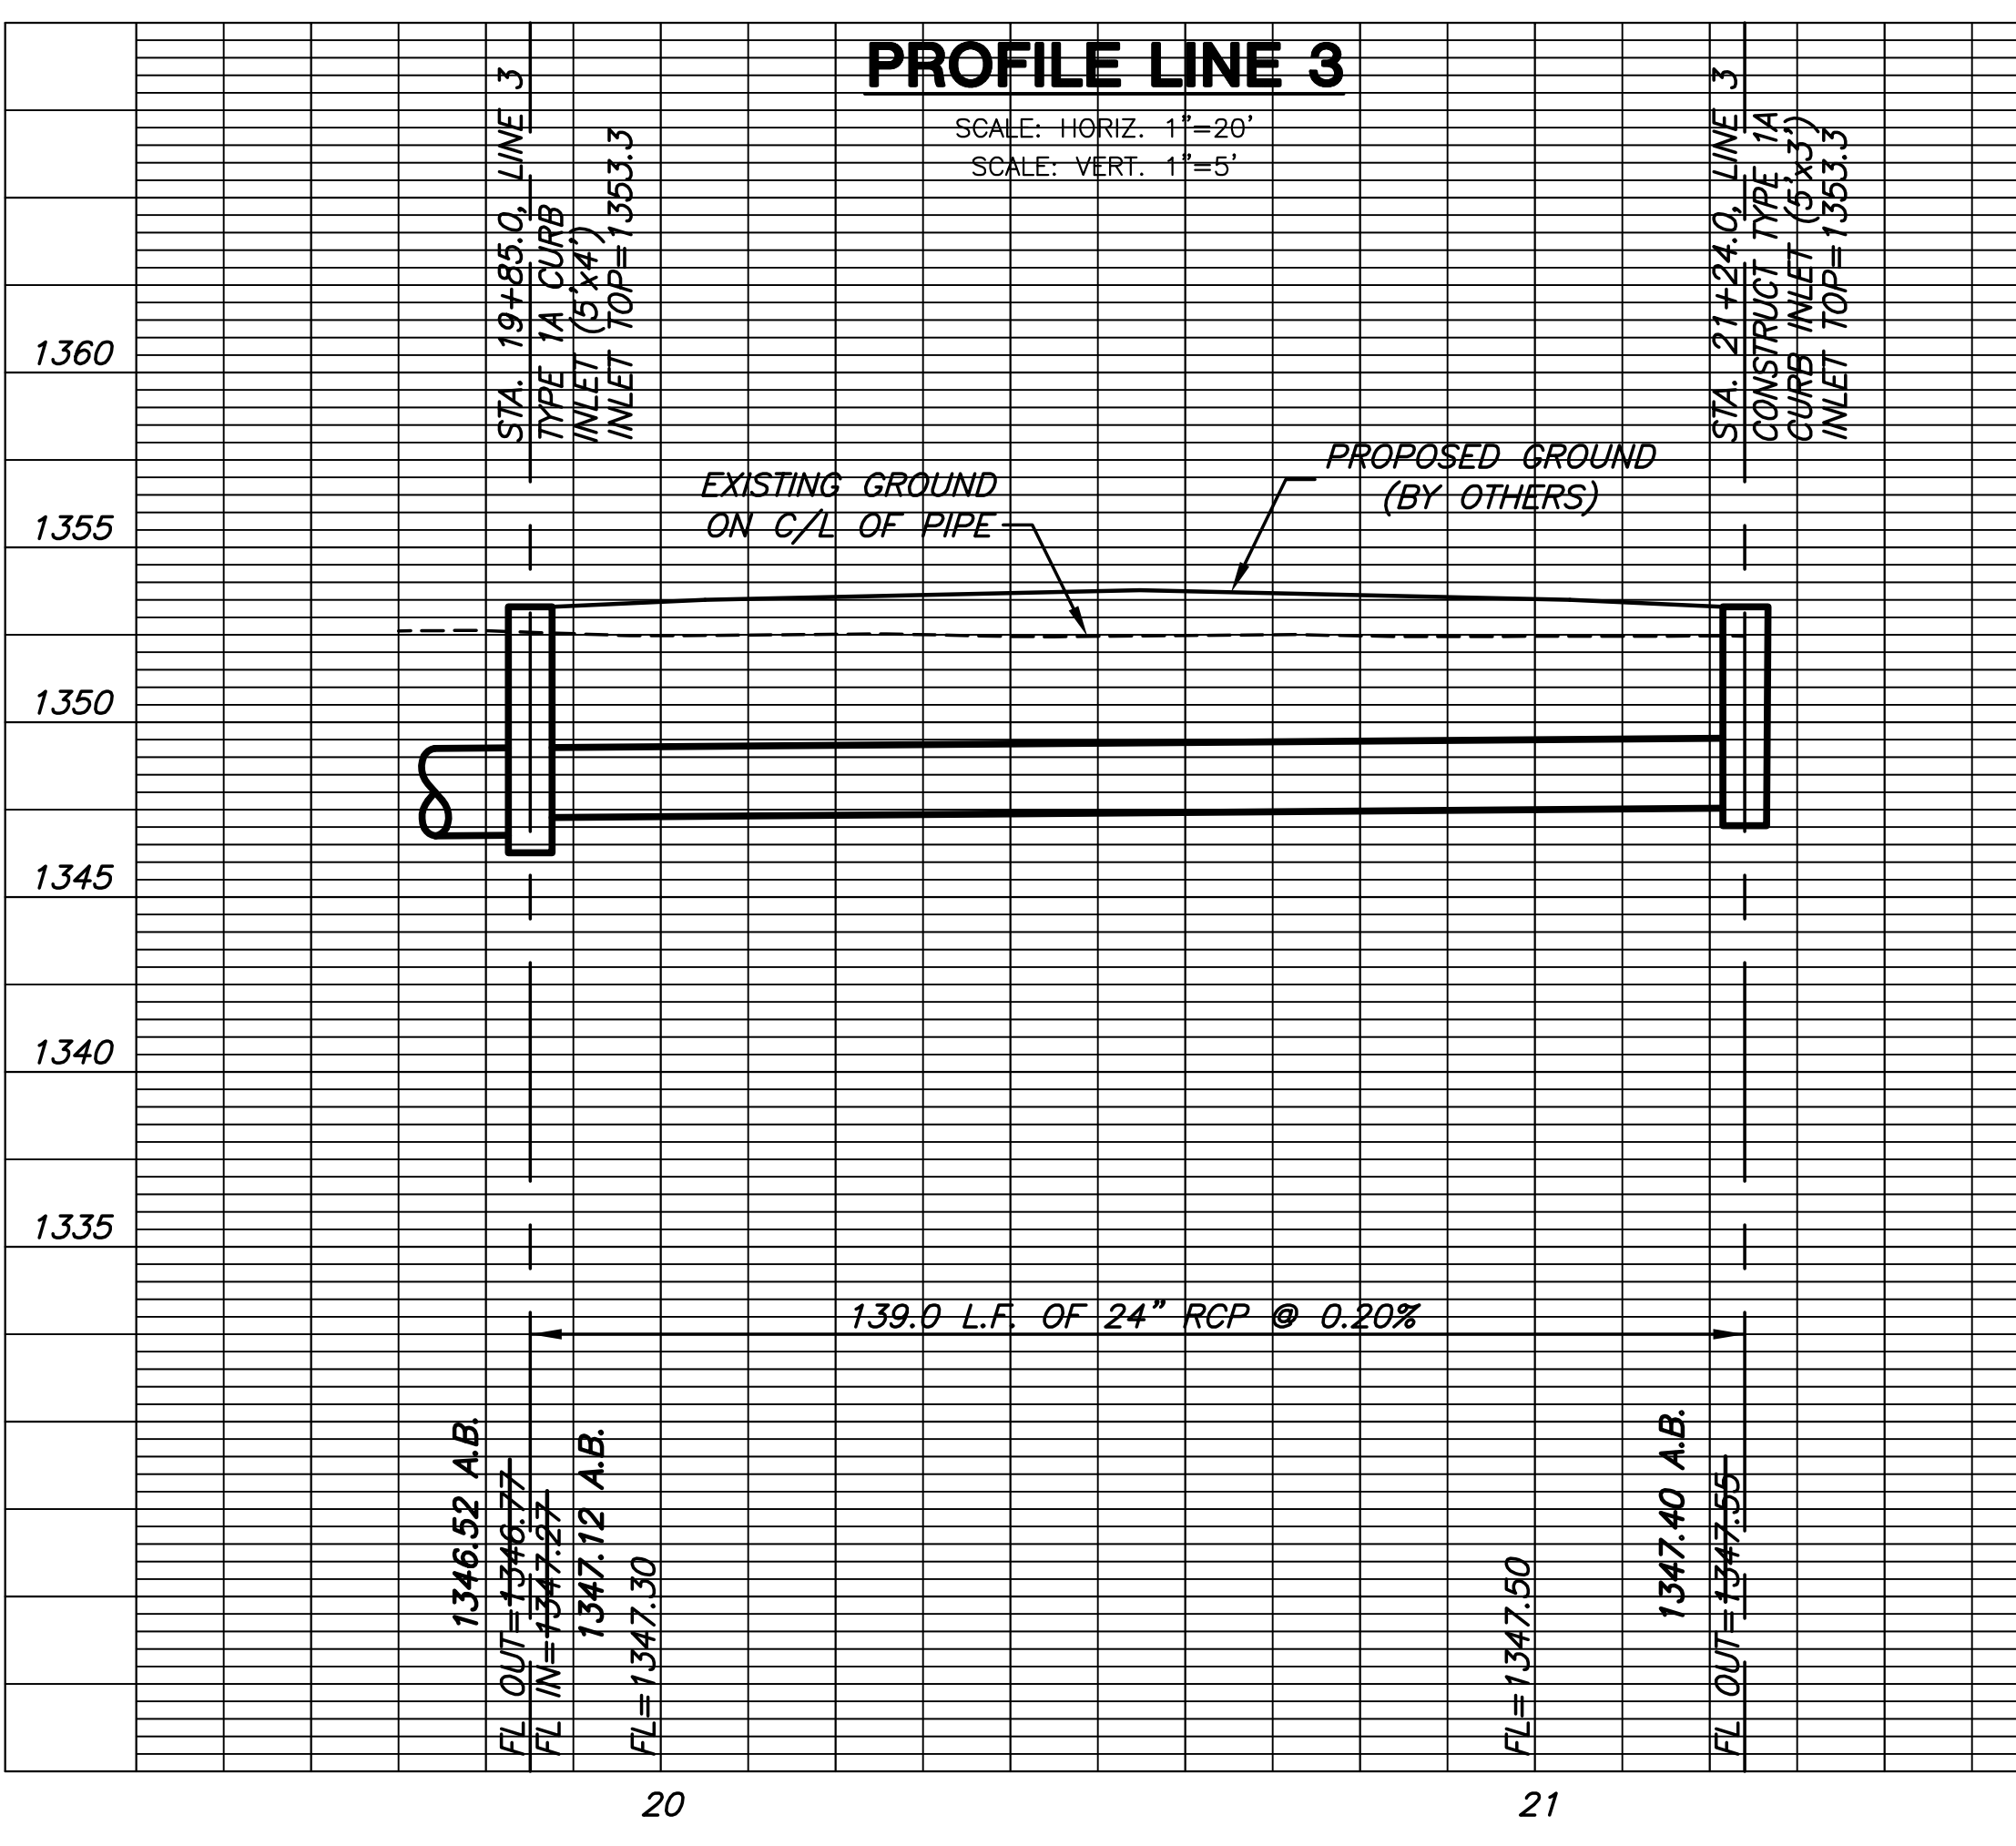 PROFILE LINE 3
SCALE: HORIZ. 1"=20'
SCALE: VERT. 1"=5'
STA. 19+85.0, LINE 3
TYPE 1A CURB
INLET (5'x4')
INLET TOP=1353.3
STA. 21+24.0, LINE 3
CONSTRUCT TYPE 1A
CURB INLET (5'x3')
INLET TOP=1353.3
1360
1355
1350
1345
1340
1335
EXISTING GROUND
ON C/L OF PIPE
PROPOSED GROUND
(BY OTHERS)
139.0 L.F. OF 24" RCP @ 0.20%
1346.52 A.B.
FL OUT=1346.77
FL IN=1347.27
1347.12 A.B.
FL=1347.30
FL=1347.50
1347.40 A.B.
FL OUT=1347.55
20
21